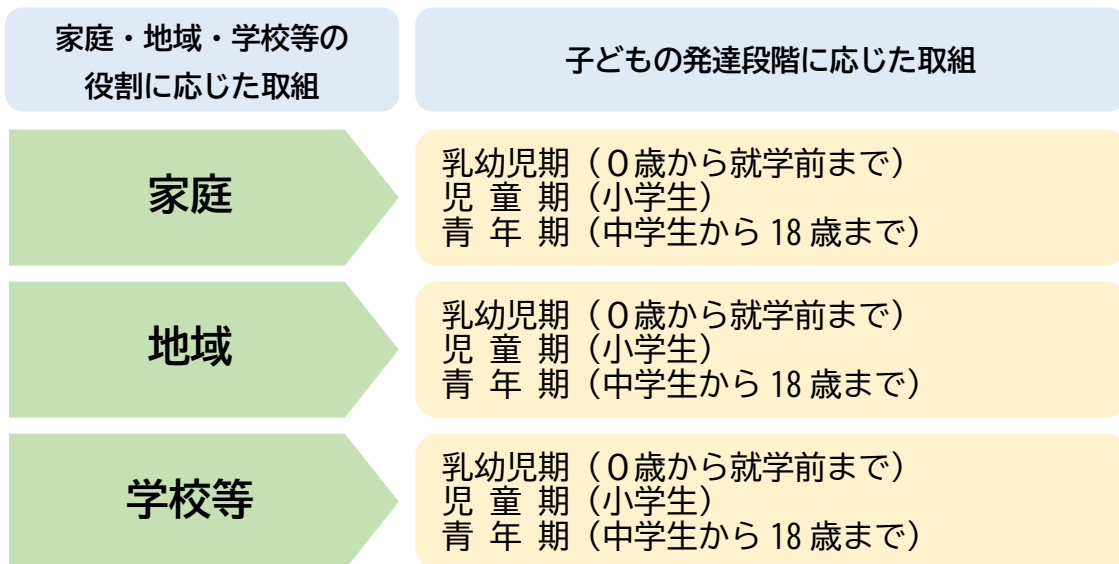 家庭・地域・学校等の
役割に応じた取組
子どもの発達段階に応じた取組
家庭
乳幼児期（０歳から就学前まで）
児 童 期（小学生）
青 年 期（中学生から 18 歳まで）
地域
乳幼児期（０歳から就学前まで）
児 童 期（小学生）
青 年 期（中学生から 18 歳まで）
学校等
乳幼児期（０歳から就学前まで）
児 童 期（小学生）
青 年 期（中学生から 18 歳まで）